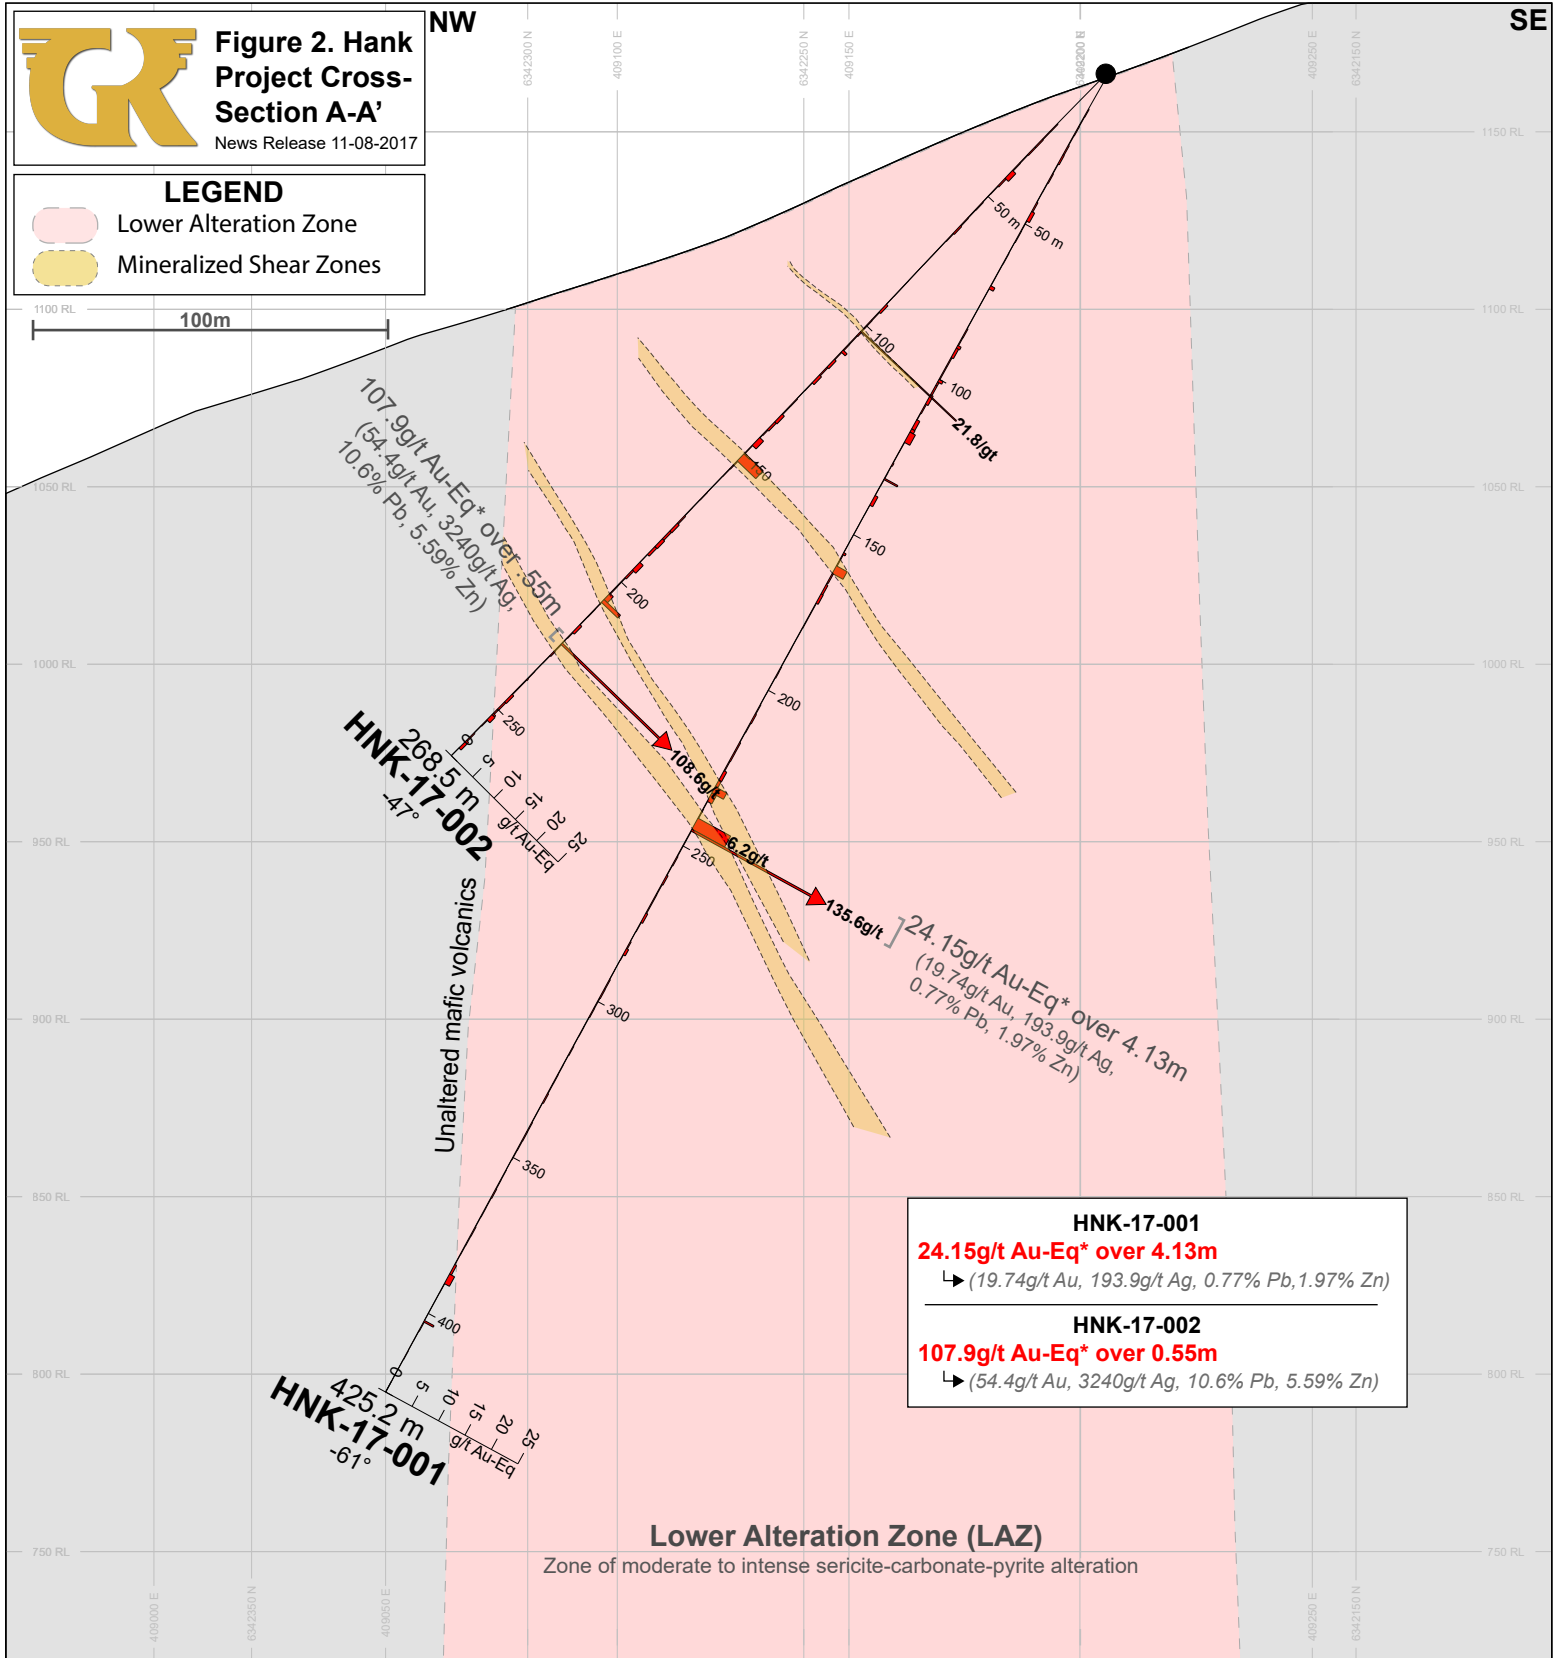 Figure 2. Hank
Project Cross-
Section A-A’
News Release 11-08-2017
NW
SE
LEGEND
Lower Alteration Zone
Mineralized Shear Zones
100m
6342300 N
409100 E
6342250 N
409150 E
409250 E
6342150 N
1150 RL
1150 RL
1100 RL
1100 RL
1050 RL
1050 RL
1000 RL
1000 RL
950 RL
950 RL
900 RL
900 RL
850 RL
850 RL
800 RL
800 RL
750 RL
750 RL
50 m
50 m
100
100
21.8/gt
150
150
200
200
250
250
300
350
400
107.9g/t Au-Eq* over .55m
(54.4g/t Au, 3240g/t Ag,
10.6% Pb, 5.59% Zn)
108.6g/t
6.2g/t
135.6g/t
24.15g/t Au-Eq* over 4.13m
(19.74g/t Au, 193.9g/t Ag,
0.77% Pb, 1.97% Zn)
0
5
10
15
20
25
g/t Au-Eq
268.5 m
HNK-17-002
-47°
Unaltered mafic volcanics
0
5
10
15
20
25
g/t Au-Eq
425.2 m
HNK-17-001
-61°
HNK-17-001
24.15g/t Au-Eq* over 4.13m
(19.74g/t Au, 193.9g/t Ag, 0.77% Pb,1.97% Zn)
HNK-17-002
107.9g/t Au-Eq* over 0.55m
(54.4g/t Au, 3240g/t Ag, 10.6% Pb, 5.59% Zn)
Lower Alteration Zone (LAZ)
Zone of moderate to intense sericite-carbonate-pyrite alteration
409000 E
6342350 N
409050 E
409250 E
6342150 N